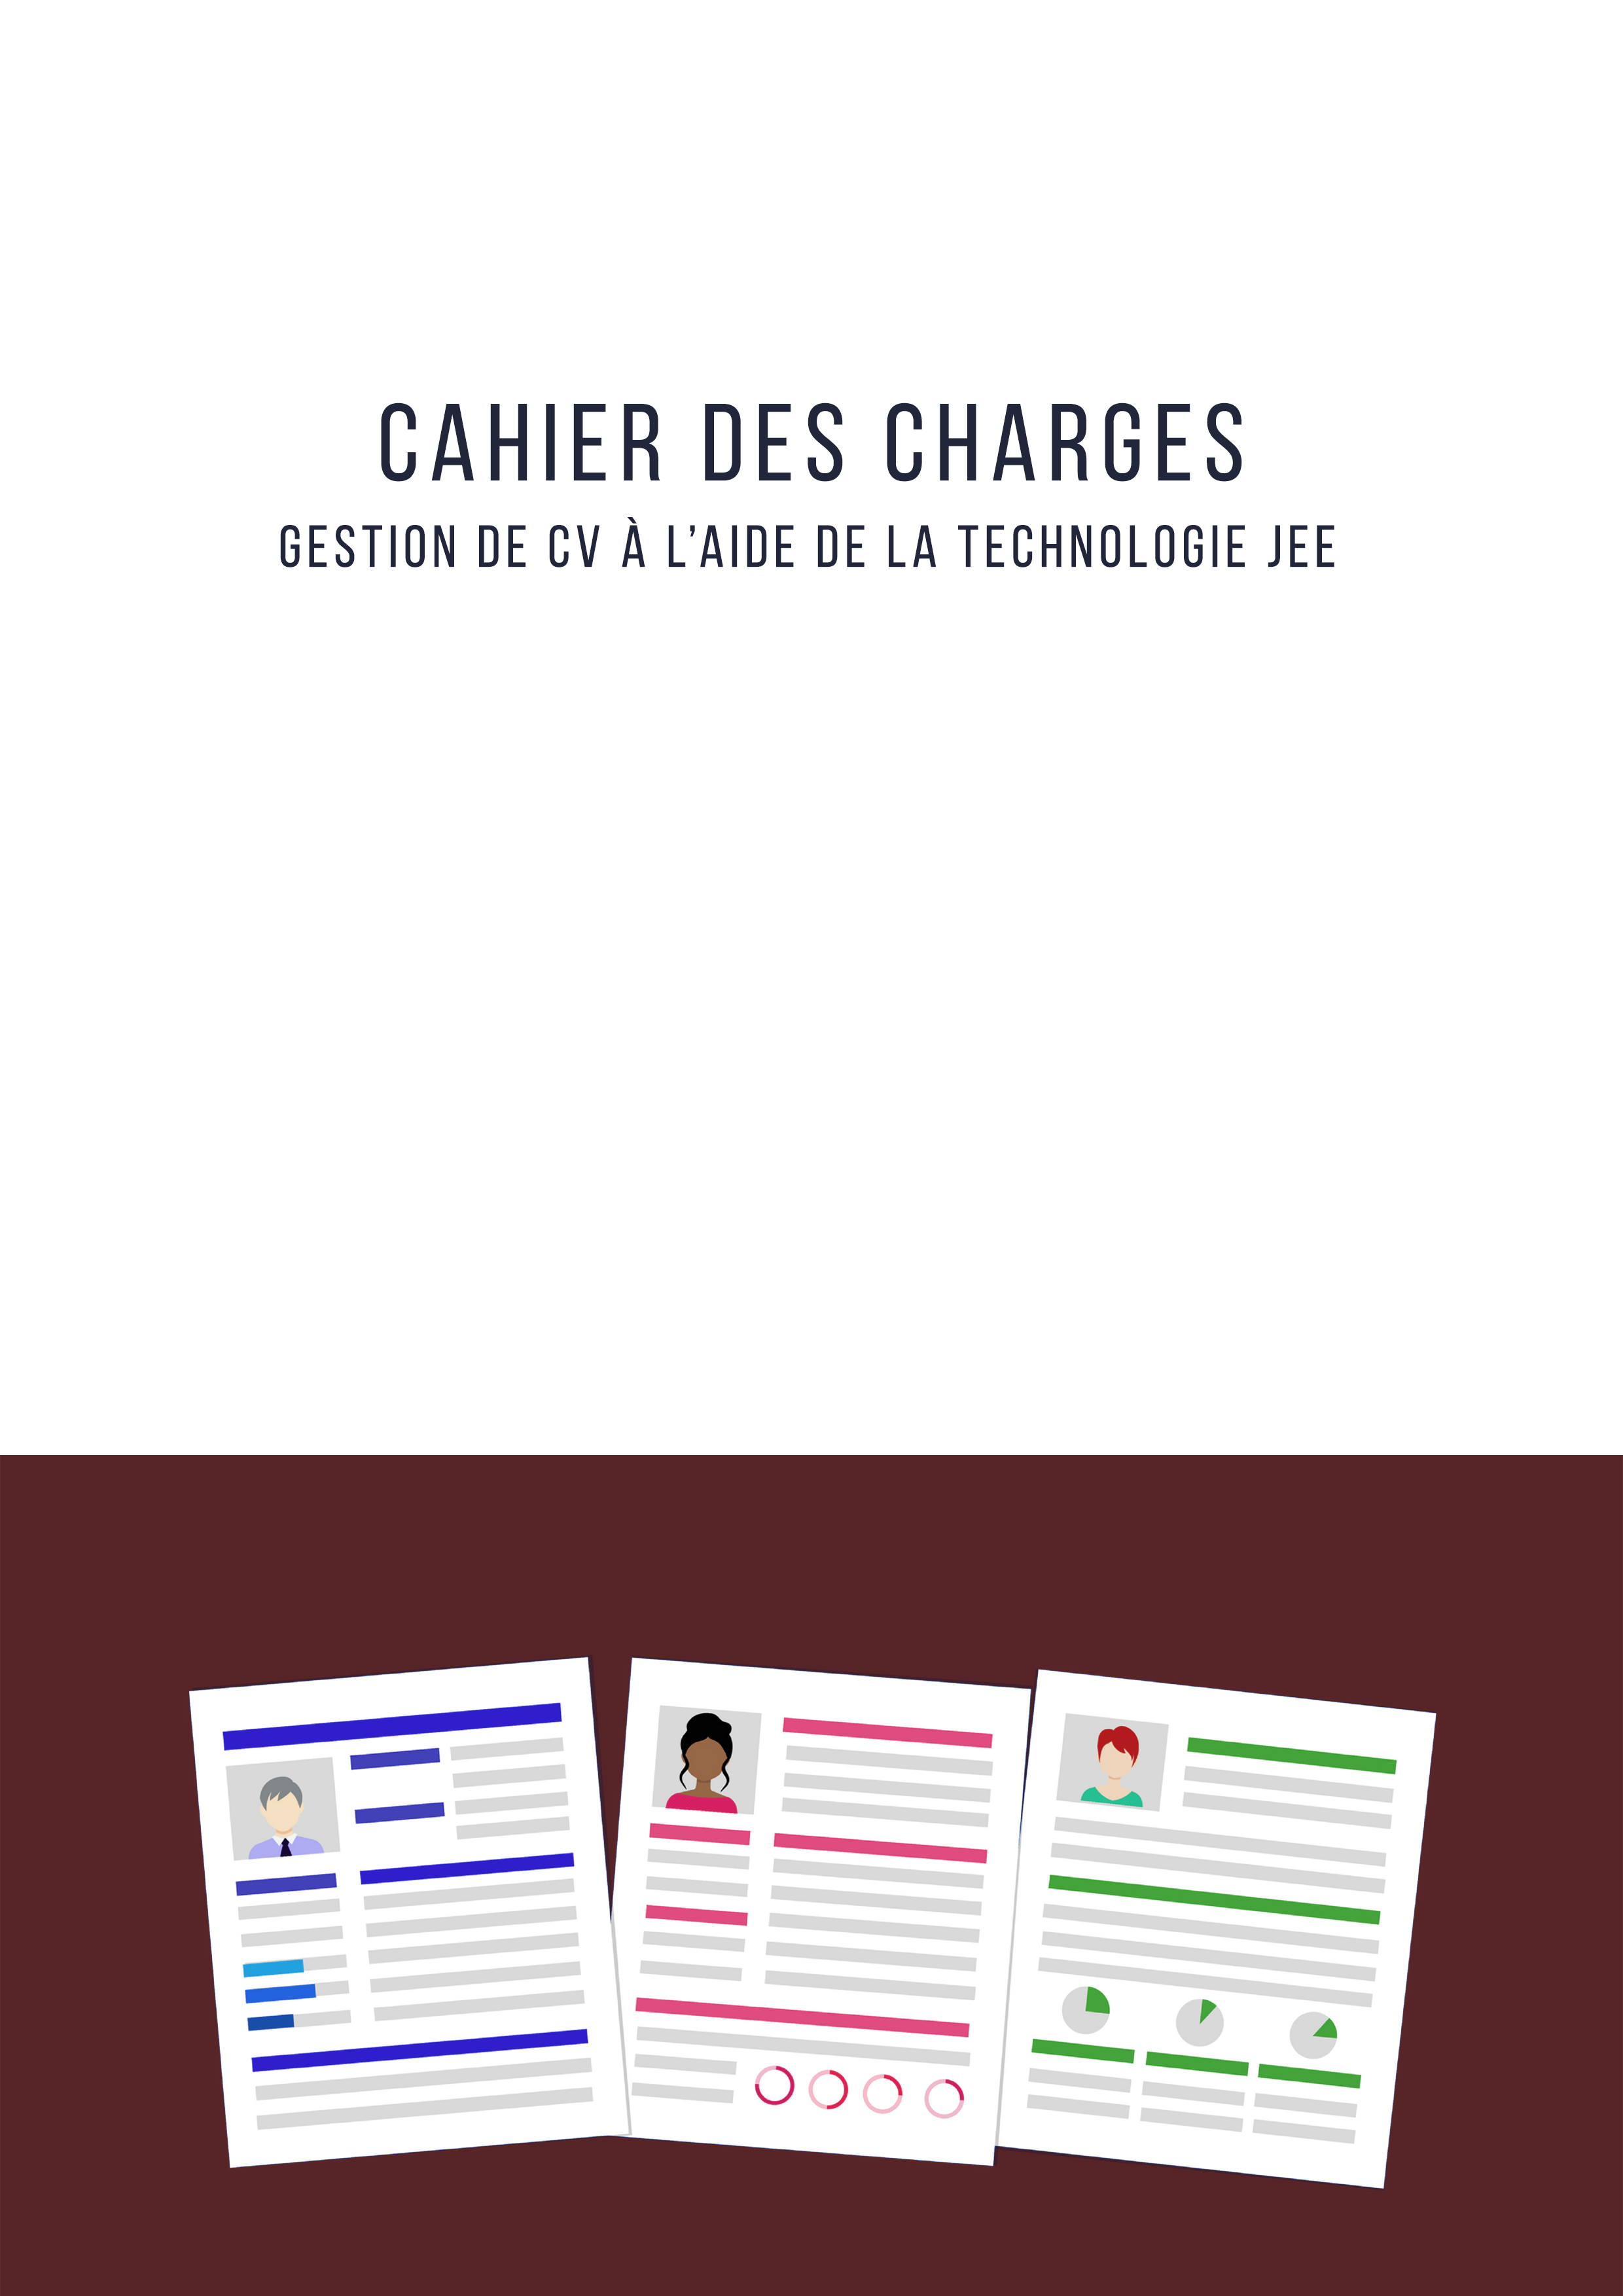 CAHIER DES CHARGES
GESTION DE CV À L'AIDE DE LA TECHNOLOGIE JEE